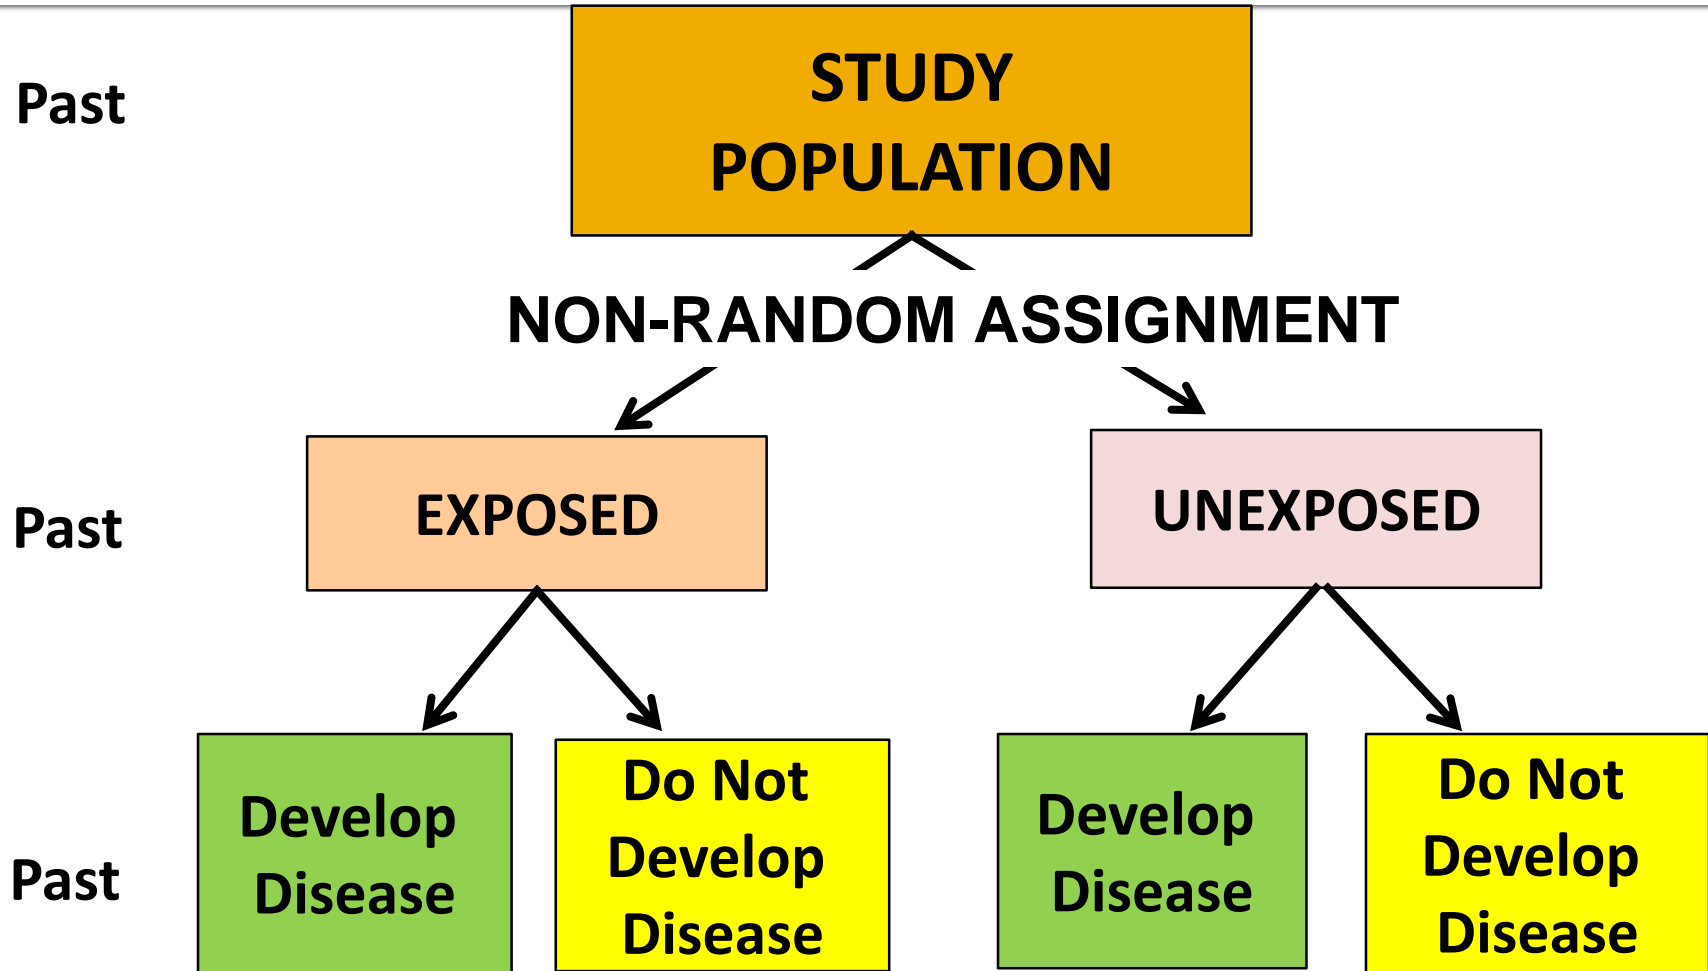 Past
STUDY
POPULATION
NON-RANDOM ASSIGNMENT
Past
EXPOSED
UNEXPOSED
Past
Develop
Disease
Do Not
Develop
Disease
Develop
Disease
Do Not
Develop
Disease